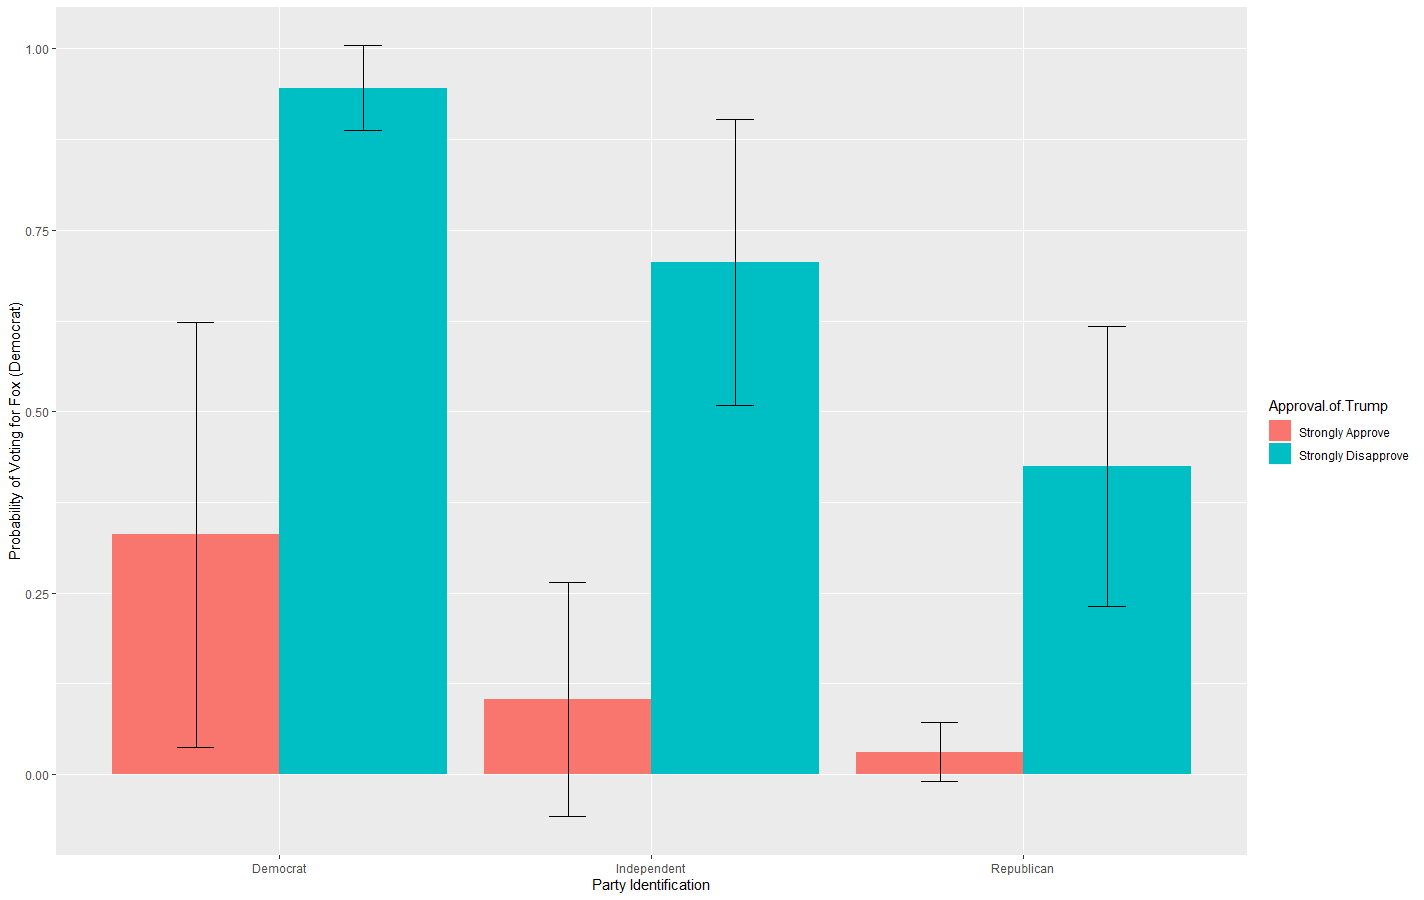 1.00
0.75
0.50
0.25
0.00
Probability of Voting for Fox (Democrat)
Democrat
Independent
Republican
Party Identification
Approval.of.Trump
Strongly Approve
Strongly Disapprove